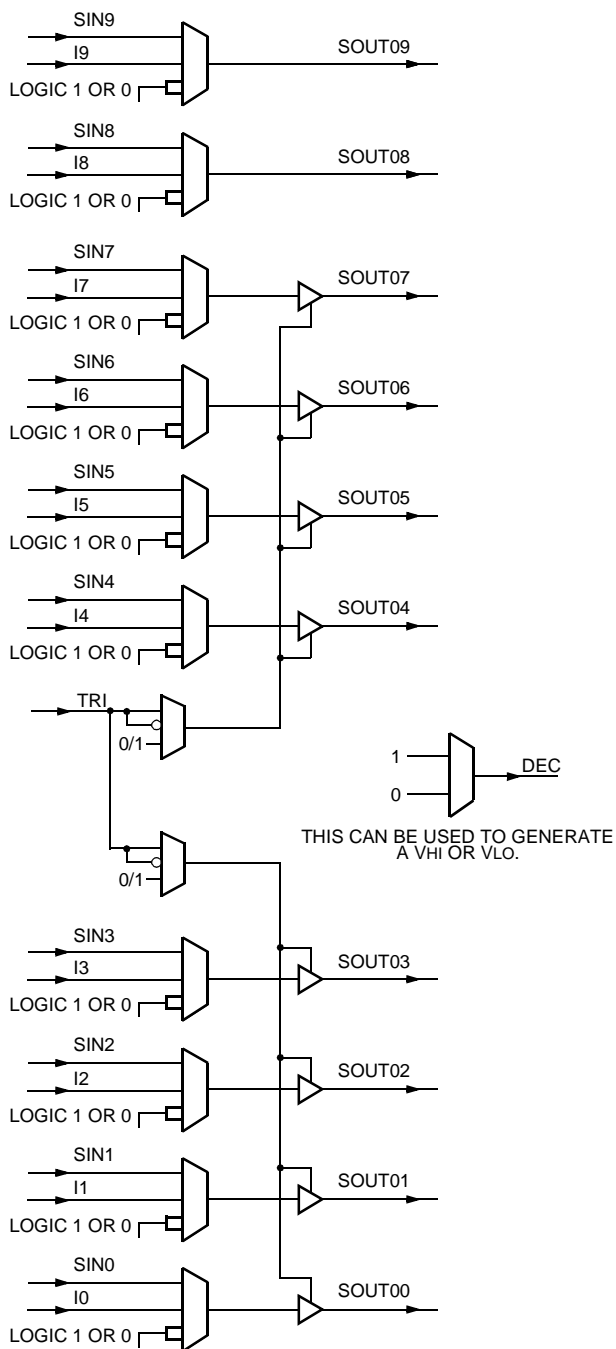 SIN9
I9
SOUT09
LOGIC 1 OR 0
SIN8
I8
SOUT08
LOGIC 1 OR 0
SIN7
I7
SOUT07
LOGIC 1 OR 0
SIN6
I6
SOUT06
LOGIC 1 OR 0
SIN5
I5
SOUT05
LOGIC 1 OR 0
SIN4
I4
SOUT04
LOGIC 1 OR 0
TRI
0/1
1
DEC
0
THIS CAN BE USED TO GENERATE
A VHI OR VLO.
0/1
SIN3
I3
SOUT03
LOGIC 1 OR 0
SIN2
I2
SOUT02
LOGIC 1 OR 0
SIN1
I1
SOUT01
LOGIC 1 OR 0
SIN0
I0
SOUT00
LOGIC 1 OR 0